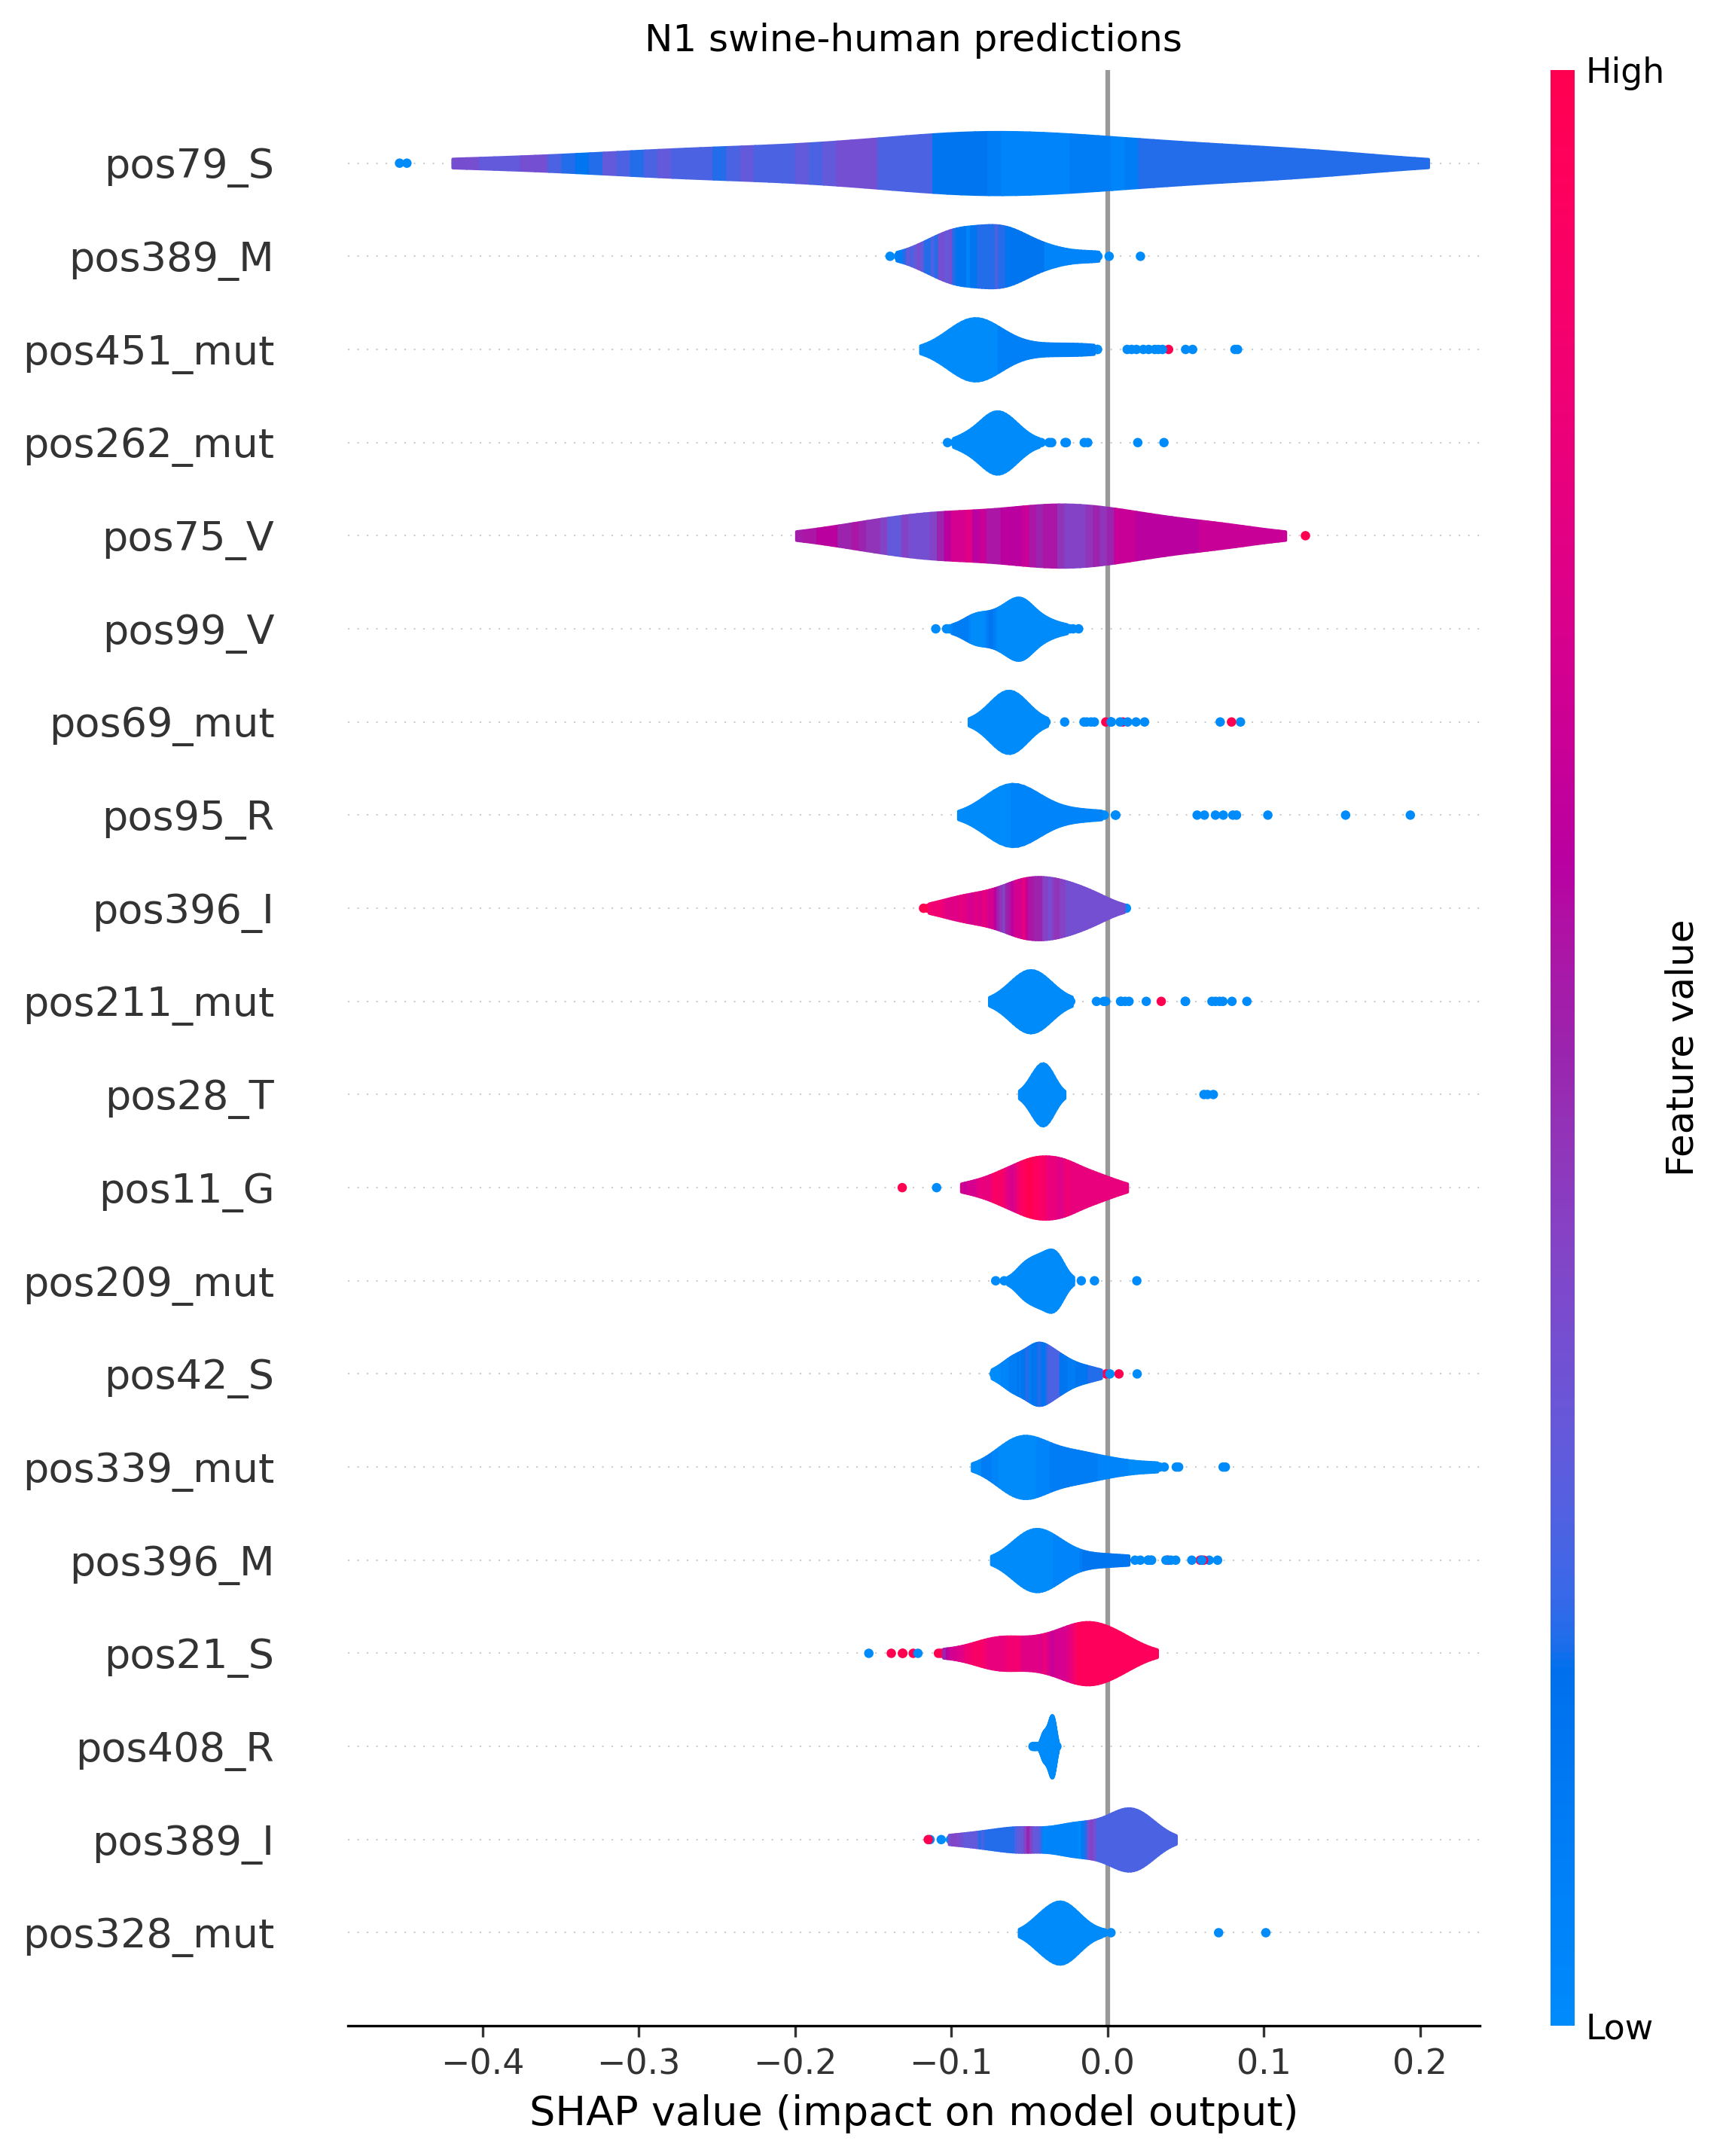 N1 swine-human predictions
High
pos79_S
pos389_M
pos451_mut
pos262_mut
pos75_V
pos99_V
pos69_mut
pos95_R
pos396_I
pos211_mut
pos28_T
pos11_G
pos209_mut
pos42_S
pos339_mut
pos396_M
pos21_S
pos408_R
pos389_I
pos328_mut
Feature value
Low
−0.4 −0.3 −0.2 −0.1 0.0 0.1 0.2
SHAP value (impact on model output)